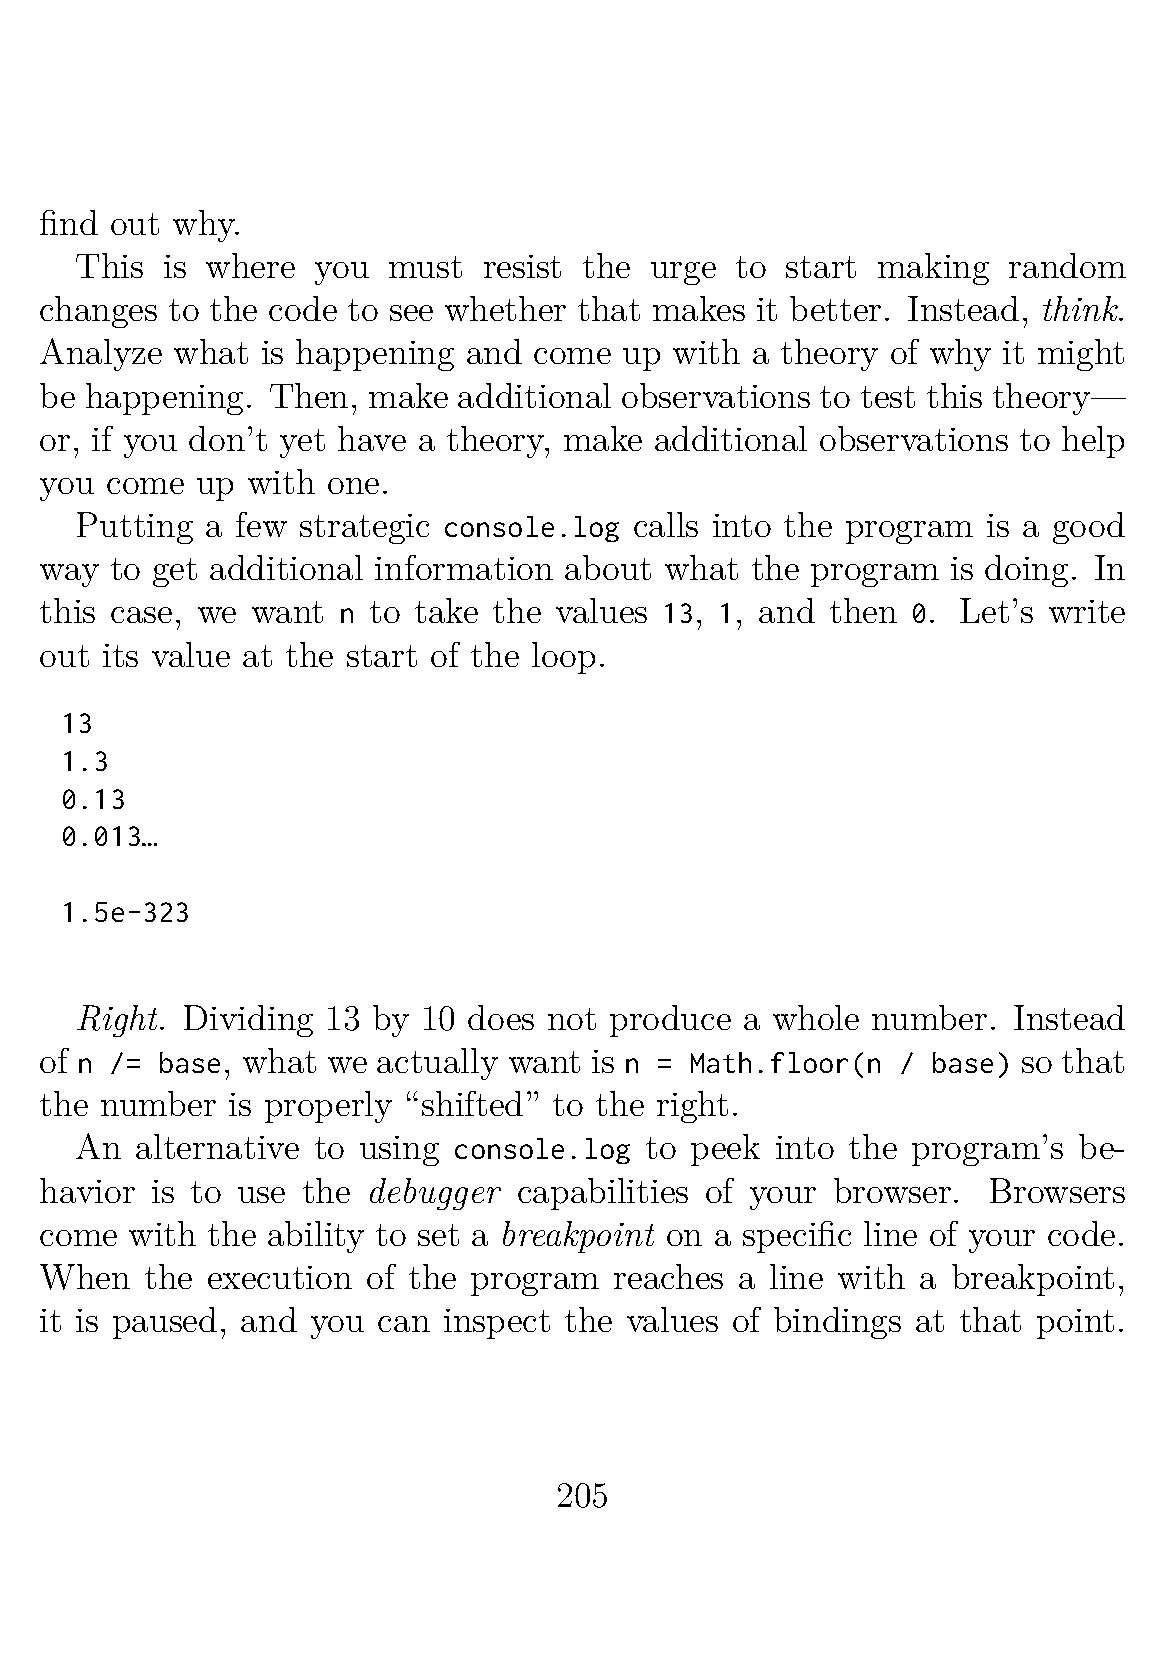 find out why.
This is where you must resist the urge to start making random
changes to the code to see whether that makes it better. Instead, think.
Analyze what is happening and come up with a theory of why it might
be happening. Then, make additional observations to test this theory—
or, if you don’t yet have a theory, make additional observations to help
you come up with one.
Putting a few strategic console.log calls into the program is a good
way to get additional information about what the program is doing. In
this case, we want n to take the values 13, 1, and then 0. Let’s write
out its value at the start of the loop.
13
1.3
0.13
0.013…
1.5e-323
Right. Dividing 13 by 10 does not produce a whole number. Instead
of n /= base, what we actually want is n = Math.floor(n / base) so that
the number is properly “shifted” to the right.
An alternative to using console.log to peek into the program’s be-
havior is to use the debugger capabilities of your browser. Browsers
come with the ability to set a breakpoint on a specific line of your code.
When the execution of the program reaches a line with a breakpoint,
it is paused, and you can inspect the values of bindings at that point.
205